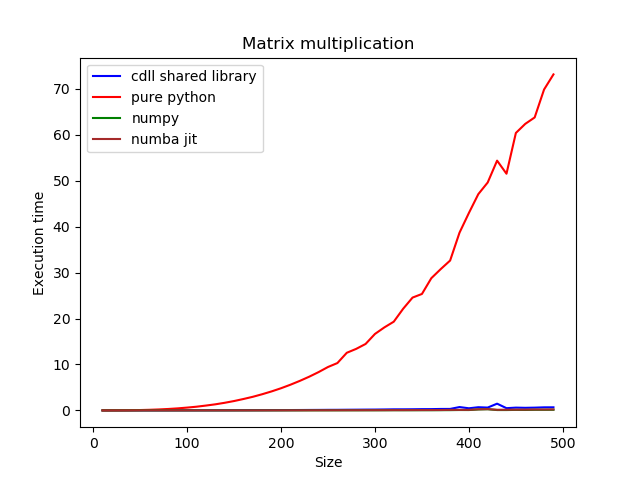 Matrix multiplication
cdll shared library
pure python
numpy
numba jit
Execution time
70
60
50
40
30
20
10
0
0 100 200 300 400 500
Size